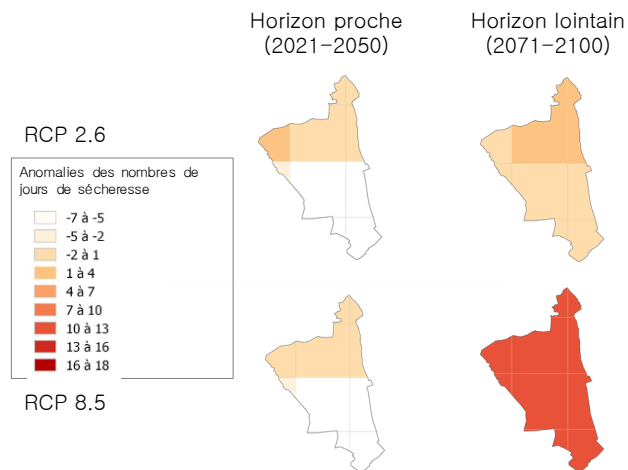 Horizon proche
(2021-2050)
Horizon lointain
(2071-2100)
RCP 2.6
Anomalies des nombres de
jours de sécheresse
-7 à -5
-5 à -2
-2 à 1
1 à 4
4 à 7
7 à 10
10 à 13
13 à 16
16 à 18
RCP 8.5